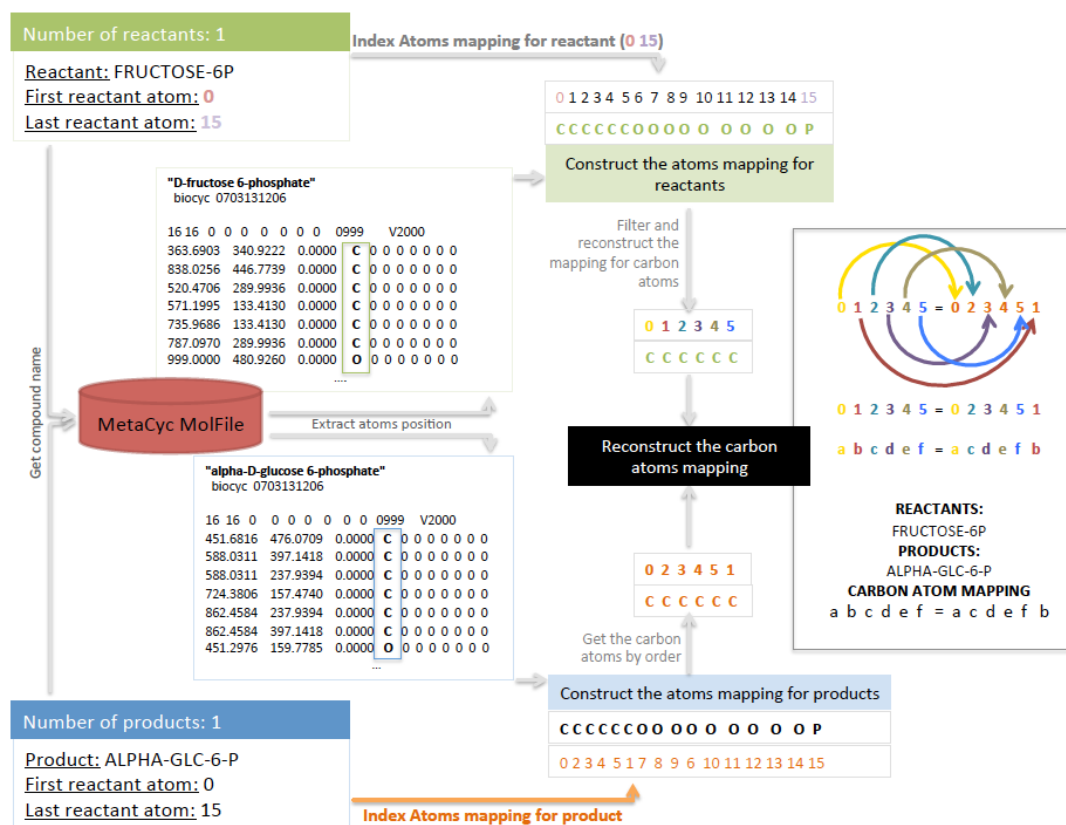 Number of reactants: 1
Reactant: FRUCTOSE-6P
First reactant atom: 0
Last reactant atom: 15
Index Atoms mapping for reactant (0 15)
0 1 2 3 4 5 6 7 8 9 10 11 12 13 14 15
C C C C C C O O O O O O O O O P
Construct the atoms mapping for
reactants
"D-fructose 6-phosphate"
biocyc 0703131206
16 16 0 0 0 0 0 0 0 0999 V2000
363.6903 340.9222 0.0000 C 0 0 0 0 0 0 0
838.0256 446.7739 0.0000 C 0 0 0 0 0 0 0
520.4706 289.9936 0.0000 C 0 0 0 0 0 0 0
571.1995 133.4130 0.0000 C 0 0 0 0 0 0 0
735.9686 133.4130 0.0000 C 0 0 0 0 0 0 0
787.0970 289.9936 0.0000 C 0 0 0 0 0 0 0
999.0000 480.9260 0.0000 O 0 0 0 0 0 0 0
....
Filter and
reconstruct the
mapping for carbon
atoms
0 1 2 3 4 5
C C C C C C
Get compound name
MetaCyc MolFile
Extract atoms position
Reconstruct the carbon
atoms mapping
"alpha-D-glucose 6-phosphate"
biocyc 0703131206
16 16 0 0 0 0 0 0 0 0999 V2000
451.6816 476.0709 0.0000 C 0 0 0 0 0 0 0
588.0311 397.1418 0.0000 C 0 0 0 0 0 0 0
588.0311 237.9394 0.0000 C 0 0 0 0 0 0 0
724.3806 157.4740 0.0000 C 0 0 0 0 0 0 0
862.4584 237.9394 0.0000 C 0 0 0 0 0 0 0
862.4584 397.1418 0.0000 C 0 0 0 0 0 0 0
451.2976 159.7785 0.0000 O 0 0 0 0 0 0 0
...
0 2 3 4 5 1
C C C C C C
Get the carbon
atoms by order
Construct the atoms mapping for products
C C C C C C O O O O O O O O O P
0 2 3 4 5 1 7 8 9 6 10 11 12 13 14 15
Number of products: 1
Product: ALPHA-GLC-6-P
First reactant atom: 0
Last reactant atom: 15
Index Atoms mapping for product
0 1 2 3 4 5 = 0 2 3 4 5 1
0 1 2 3 4 5 = 0 2 3 4 5 1
a b c d e f = a c d e f b
REACTANTS:
FRUCTOSE-6P
PRODUCTS:
ALPHA-GLC-6-P
CARBON ATOM MAPPING
a b c d e f = a c d e f b